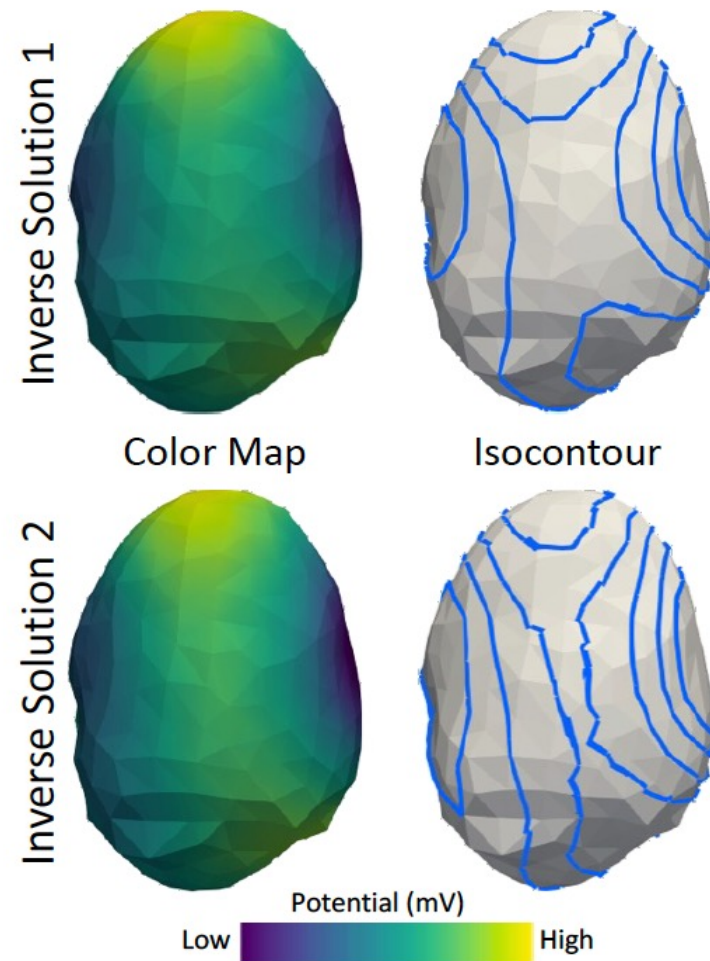 Inverse Solution 1
Color Map
Isocontour
Inverse Solution 2
Potential (mV)
Low
High